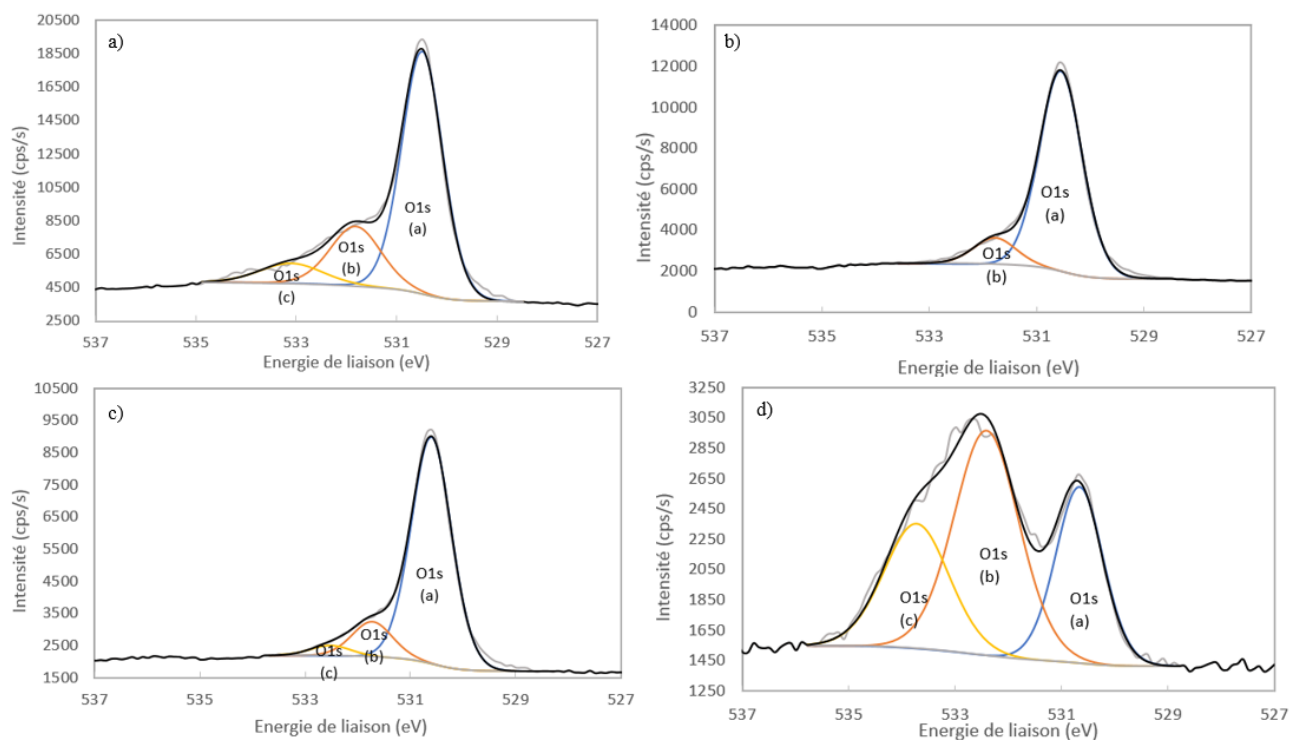 a)
Intensité (cps/s)
20500
18500
16500
14500
12500
10500
8500
6500
4500
2500
O1s
(a)
O1s
(b)
O1s
(c)
537 535 533 531 529 527
Energie de liaison (eV)
b)
Intensité (cps/s)
14000
12000
10000
8000
6000
4000
2000
0
O1s
(a)
O1s
(b)
537 535 533 531 529 527
Energie de liaison (eV)
c)
Intensité (cps/s)
10500
9500
8500
7500
6500
5500
4500
3500
2500
1500
O1s
(a)
O1s
(b)
O1s
(c)
537 535 533 531 529 527
Energie de liaison (eV)
d)
Intensité (cps/s)
3250
3050
2850
2650
2450
2250
2050
1850
1650
1450
1250
O1s
(b)
O1s
(c)
O1s
(a)
537 535 533 531 529 527
Energie de liaison (eV)